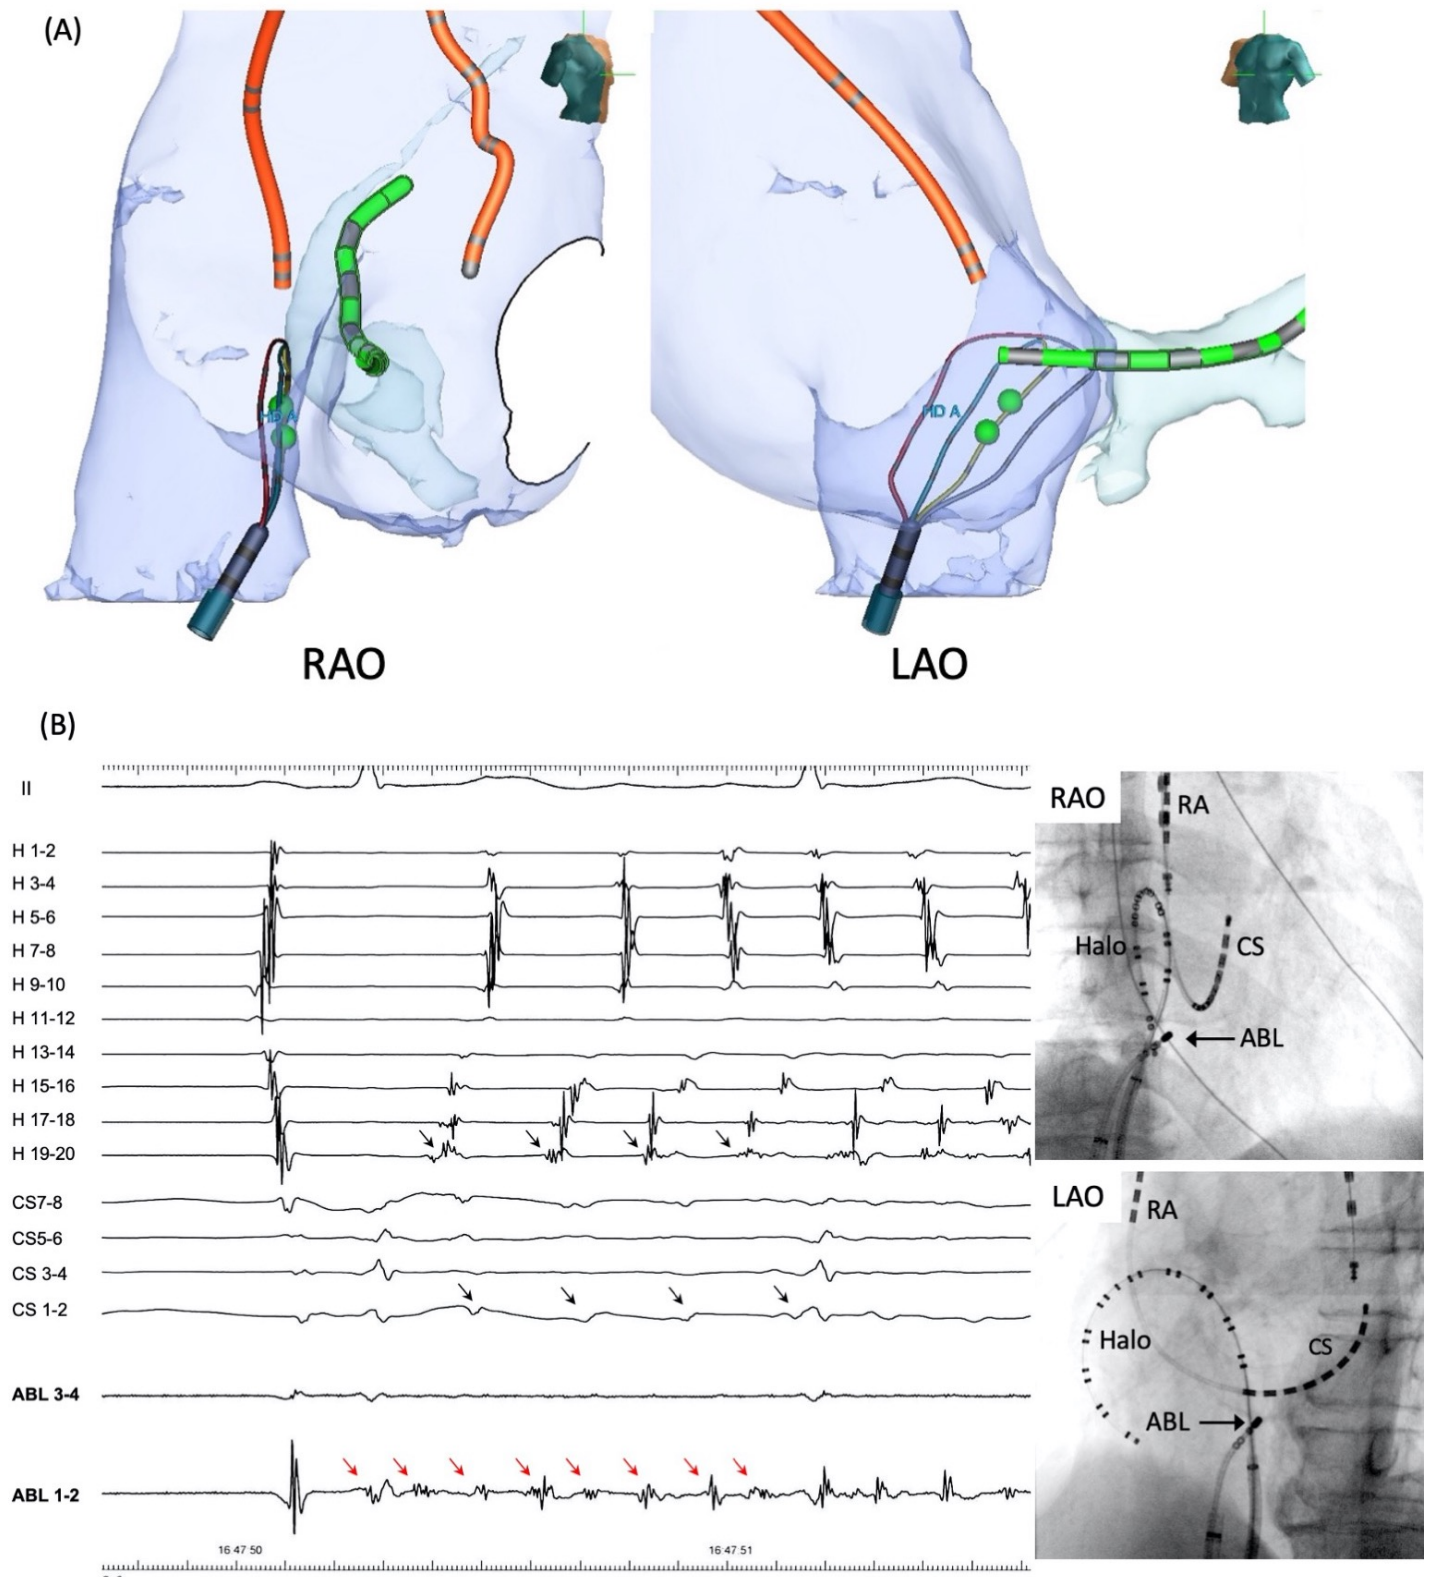 (A)
HD A
HD A
RAO
LAO
(B)
II
H 1-2
H 3-4
H 5-6
H 7-8
H 9-10
H 11-12
H 13-14
H 15-16
H 17-18
H 19-20
CS7-8
CS5-6
CS 3-4
CS 1-2
ABL 3-4
ABL 1-2
16 47 50
16 47 51
RAO
RA
Halo
CS
ABL
LAO
RA
Halo
CS
ABL